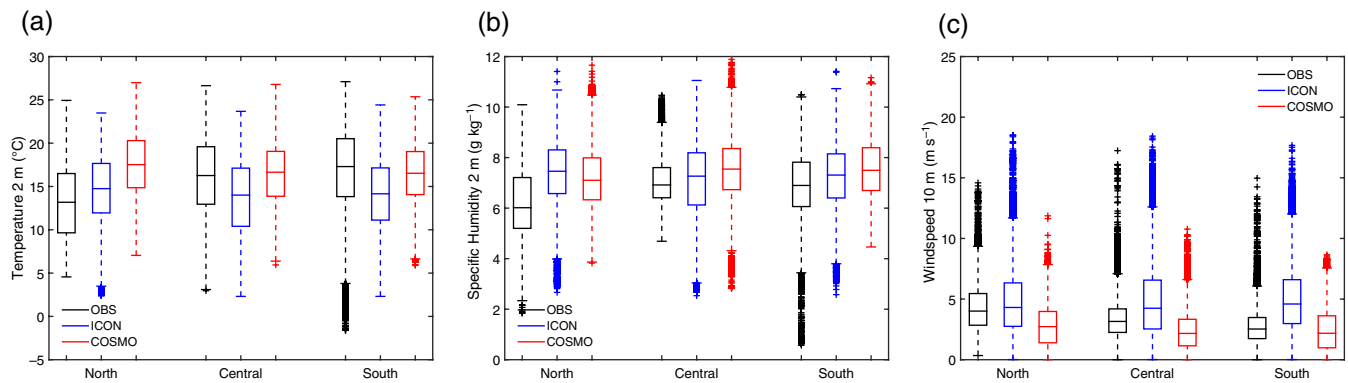 (a)
Temperature 2 m (°C)
30
25
20
15
10
5
0
−5
OBS
ICON
COSMO
North
Central
South
(b)
Specific Humidity 2 m (g kg⁻¹)
12
10
8
6
4
2
0
OBS
ICON
COSMO
North
Central
South
(c)
Windspeed 10 m (m s⁻¹)
25
20
15
10
5
0
OBS
ICON
COSMO
North
Central
South